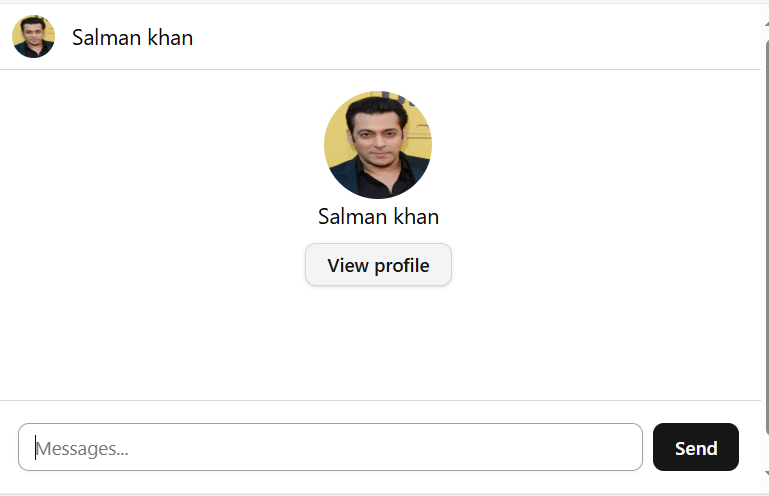 Salman khan
Salman khan
View profile
Messages...
Send